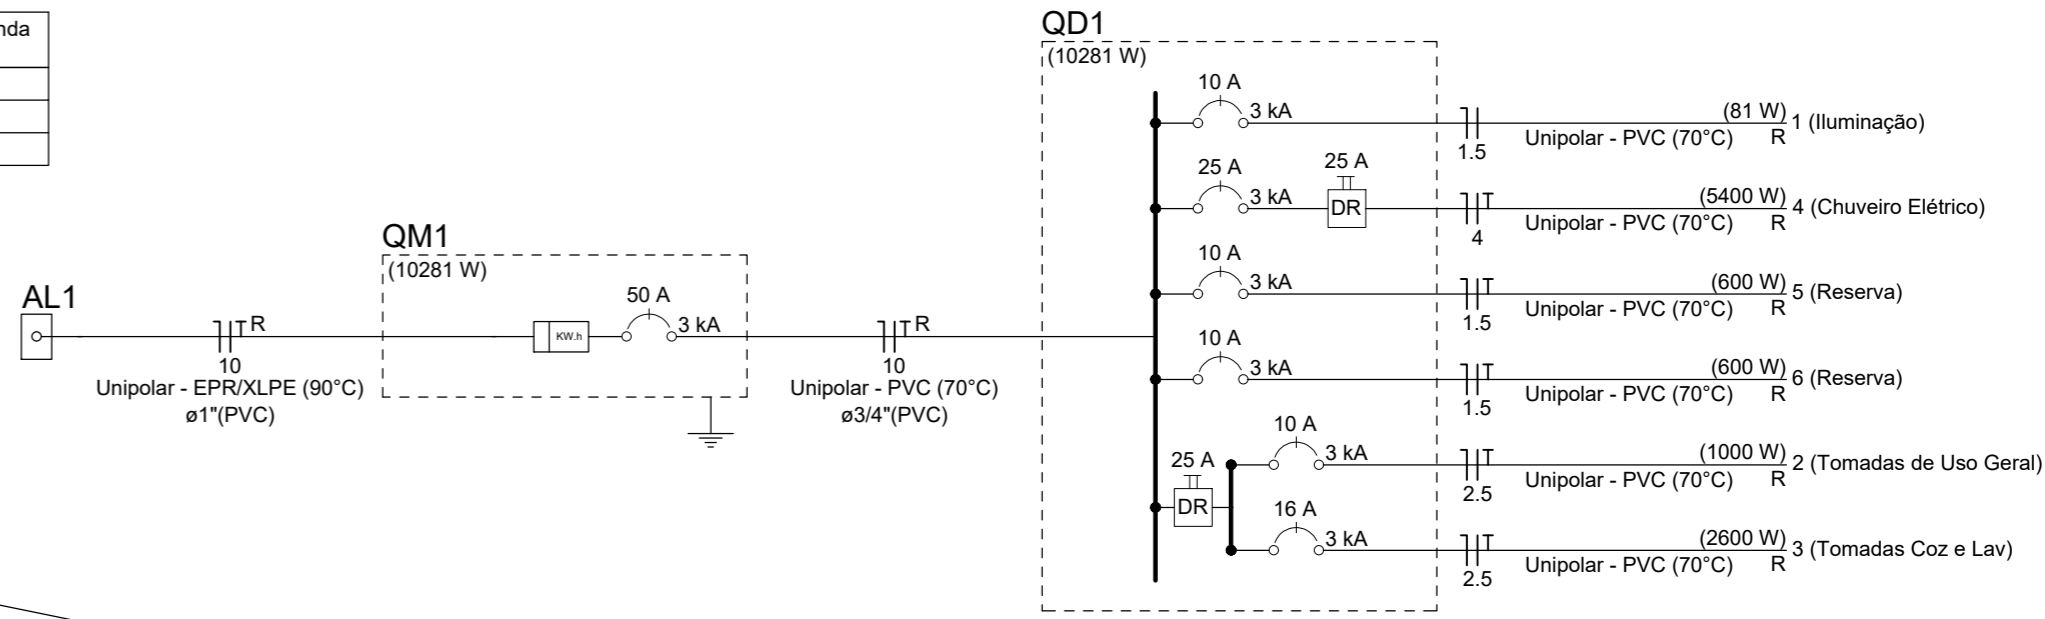 nda
AL1
R
10
Unipolar - EPR/XLPE (90°C)
ø1"(PVC)
QM1
(10281 W)
KW.h
50 A
3 kA
R
10
Unipolar - PVC (70°C)
ø3/4"(PVC)
QD1
(10281 W)
10 A
3 kA
1.5
(81 W)
Unipolar - PVC (70°C)
R
1 (Iluminação)
25 A
3 kA
25 A
DR
T
4
(5400 W)
Unipolar - PVC (70°C)
R
4 (Chuveiro Elétrico)
10 A
3 kA
1.5
(600 W)
Unipolar - PVC (70°C)
R
5 (Reserva)
10 A
3 kA
1.5
(600 W)
Unipolar - PVC (70°C)
R
6 (Reserva)
25 A
DR
10 A
3 kA
2.5
(1000 W)
Unipolar - PVC (70°C)
R
2 (Tomadas de Uso Geral)
16 A
3 kA
2.5
(2600 W)
Unipolar - PVC (70°C)
R
3 (Tomadas Coz e Lav)